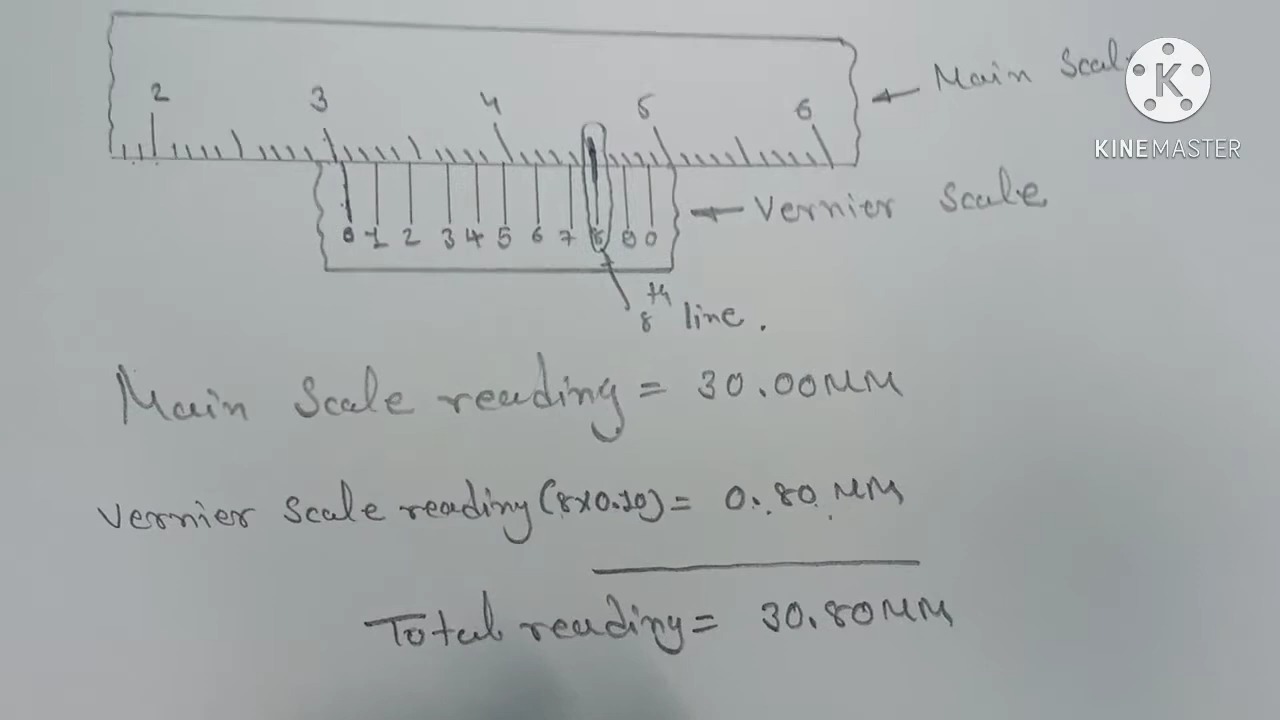 2 3 4 5 6
Main Scale
KINEMASTER
Vernier Scale
0 1 2 3 4 5 6 7 8 9 0
8th line.
Main Scale reading = 30.00MM
Vernier Scale reading (8x0.10) = 0.80 MM
Total reading = 30.80MM